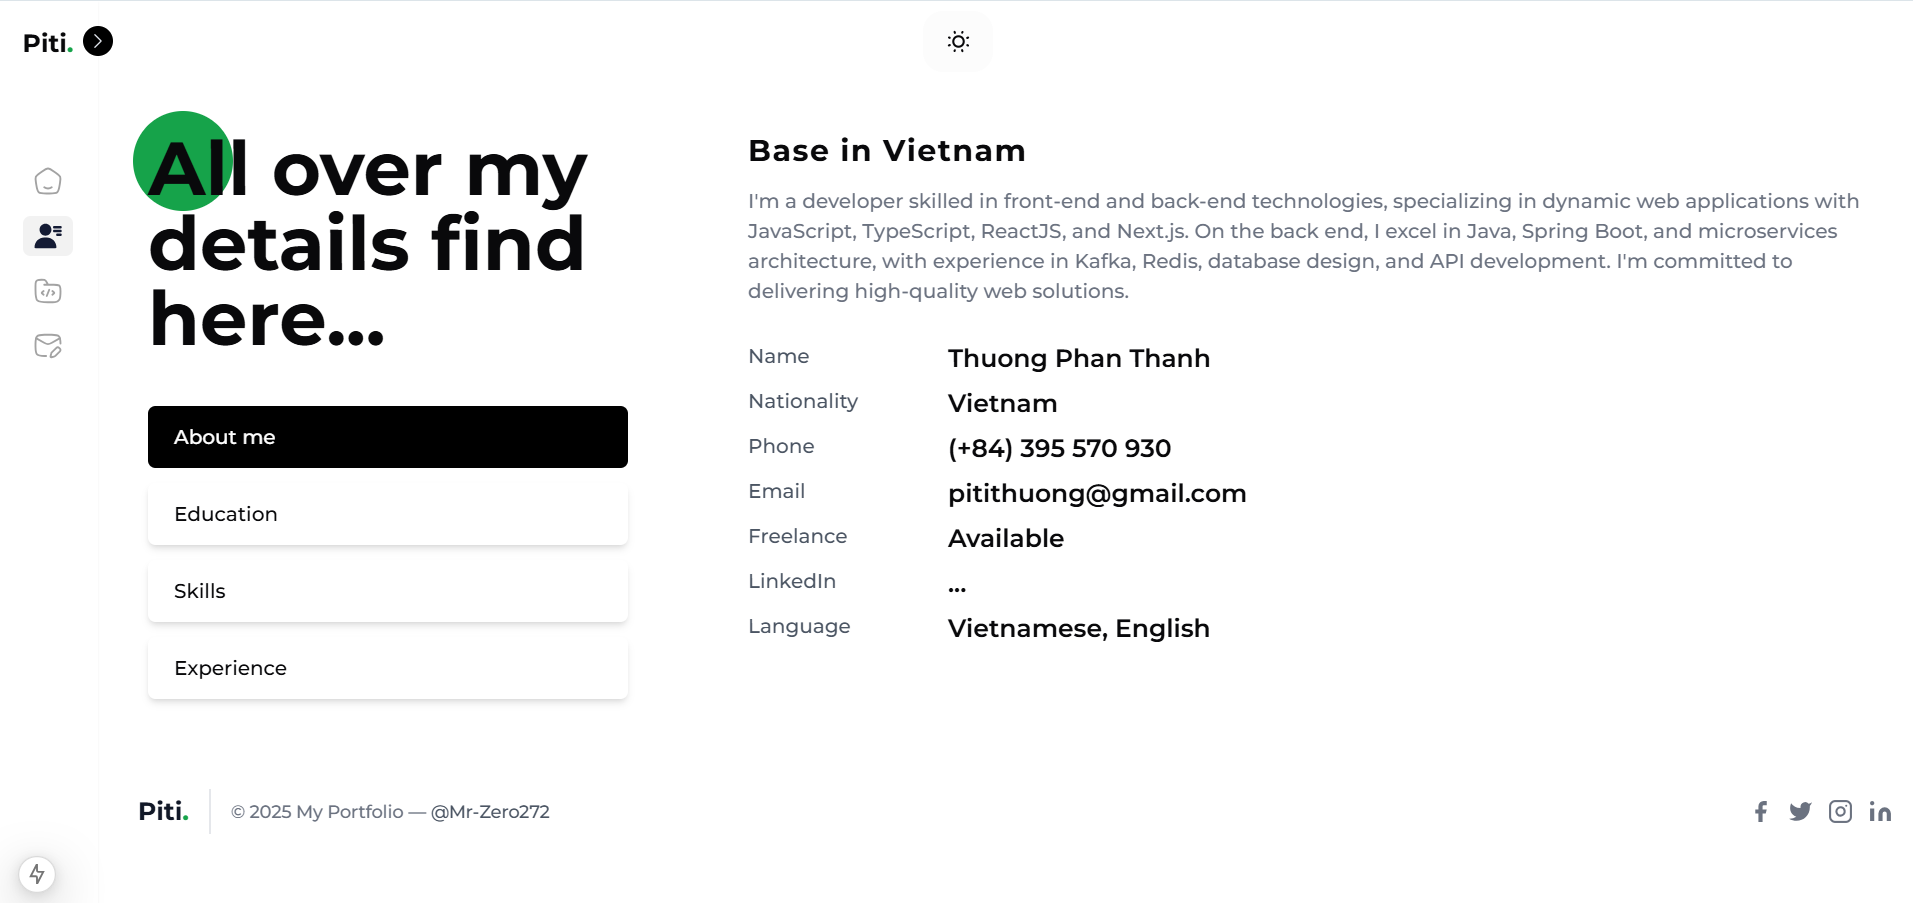 Piti.
All over my
details find
here...
About me
Education
Skills
Experience
Base in Vietnam
I'm a developer skilled in front-end and back-end technologies, specializing in dynamic web applications with
JavaScript, TypeScript, ReactJS, and Next.js. On the back end, I excel in Java, Spring Boot, and microservices
architecture, with experience in Kafka, Redis, database design, and API development. I'm committed to
delivering high-quality web solutions.
Name Thuong Phan Thanh
Nationality Vietnam
Phone (+84) 395 570 930
Email pitithuong@gmail.com
Freelance Available
LinkedIn ...
Language Vietnamese, English
Piti. © 2025 My Portfolio — @Mr-Zero272